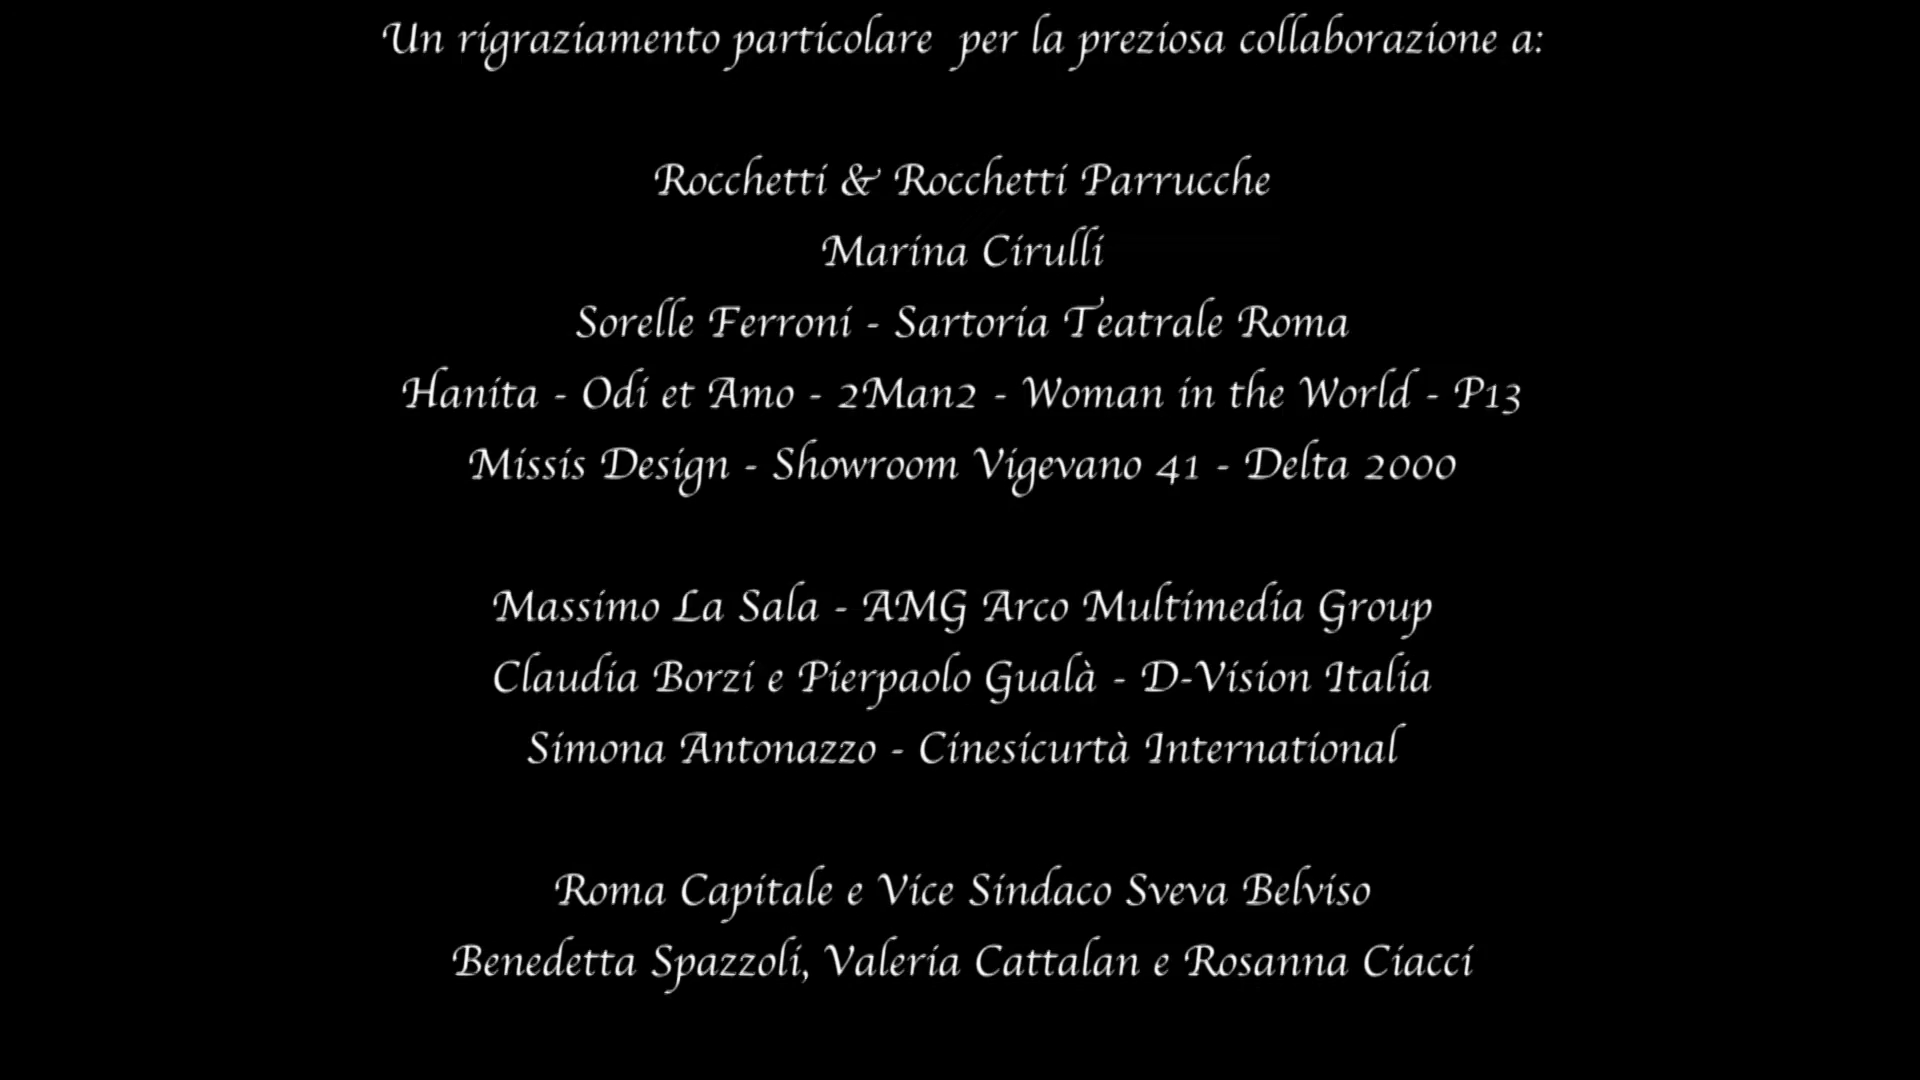 Un rigraziamento particolare per la preziosa collaborazione a:
Rocchetti & Rocchetti Parrucche
Marina Cirulli
Sorelle Ferroni - Sartoria Teatrale Roma
Hanita - Odi et Amo - 2Man2 - Woman in the World - P13
Missis Design - Showroom Vigevano 41 - Delta 2000
Massimo La Sala - AMG Arco Multimedia Group
Claudia Borzi e Pierpaolo Gualà - D-Vision Italia
Simona Antonazzo - Cinesicurtà International
Roma Capitale e Vice Sindaco Sveva Belviso
Benedetta Spazzoli, Valeria Cattalan e Rosanna Ciacci